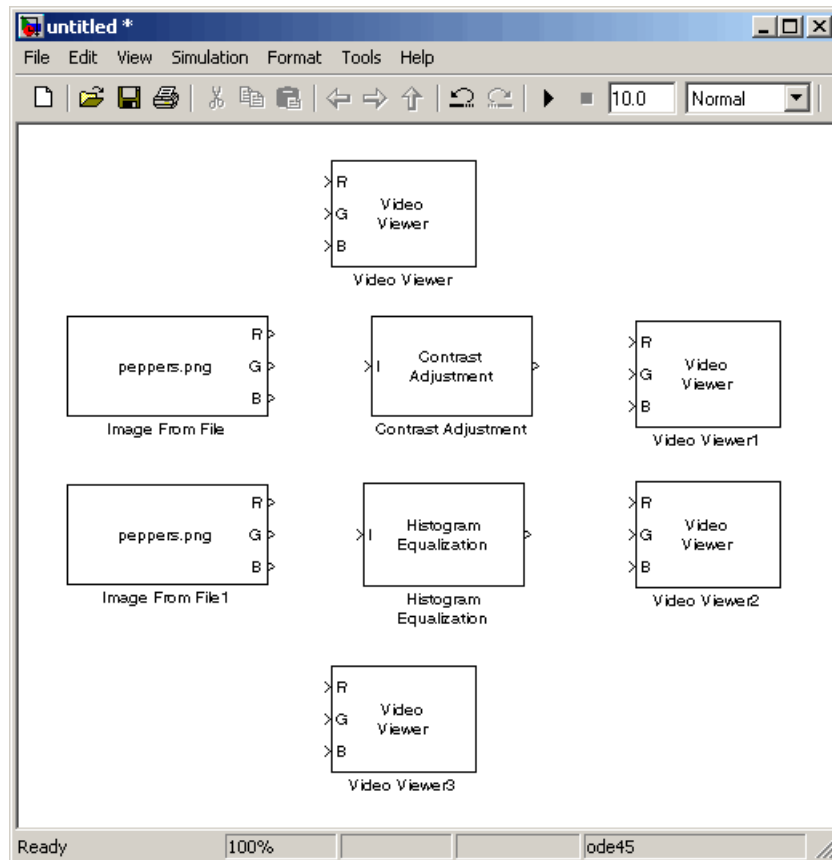 untitled *
File Edit View Simulation Format Tools Help
10.0 Normal
R
G
B
Video
Viewer
Video Viewer
peppers.png
R
G
B
Image From File
I
Contrast
Adjustment
Contrast Adjustment
R
G
B
Video
Viewer
Video Viewer1
peppers.png
R
G
B
Image From File1
I
Histogram
Equalization
Histogram
Equalization
R
G
B
Video
Viewer
Video Viewer2
R
G
B
Video
Viewer
Video Viewer3
Ready 100% ode45